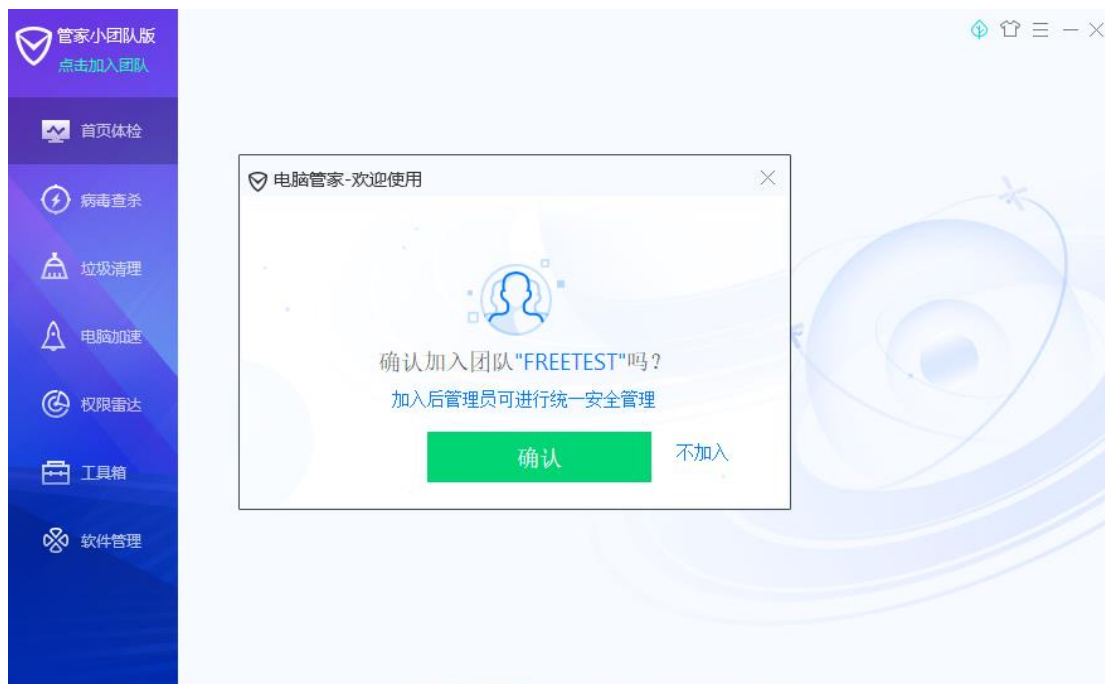 管家小团队版
点击加入团队
首页体检
病毒查杀
垃圾清理
电脑加速
权限雷达
工具箱
软件管理
电脑管家-欢迎使用
确认加入团队"FREETEST"吗?
加入后管理员可进行统一安全管理
确认
不加入